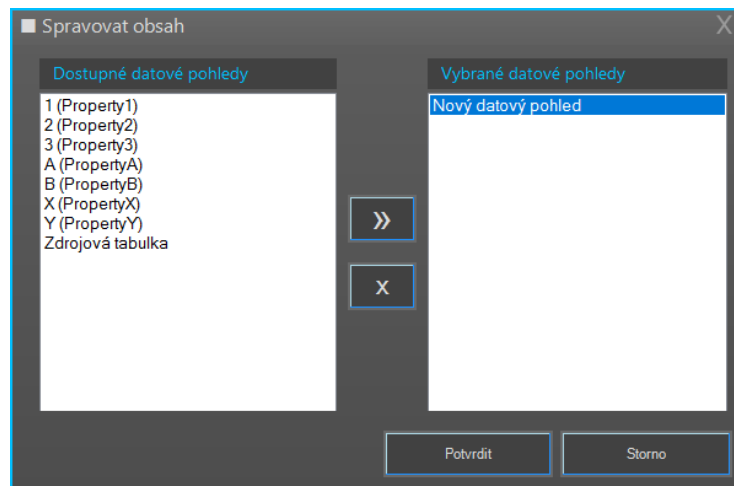 Spravovat obsah
X
Dostupné datové pohledy
1 (Property1)
2 (Property2)
3 (Property3)
A (PropertyA)
B (PropertyB)
X (PropertyX)
Y (PropertyY)
Zdrojová tabulka
»
x
Vybrané datové pohledy
Nový datový pohled
Potvrdit
Storno